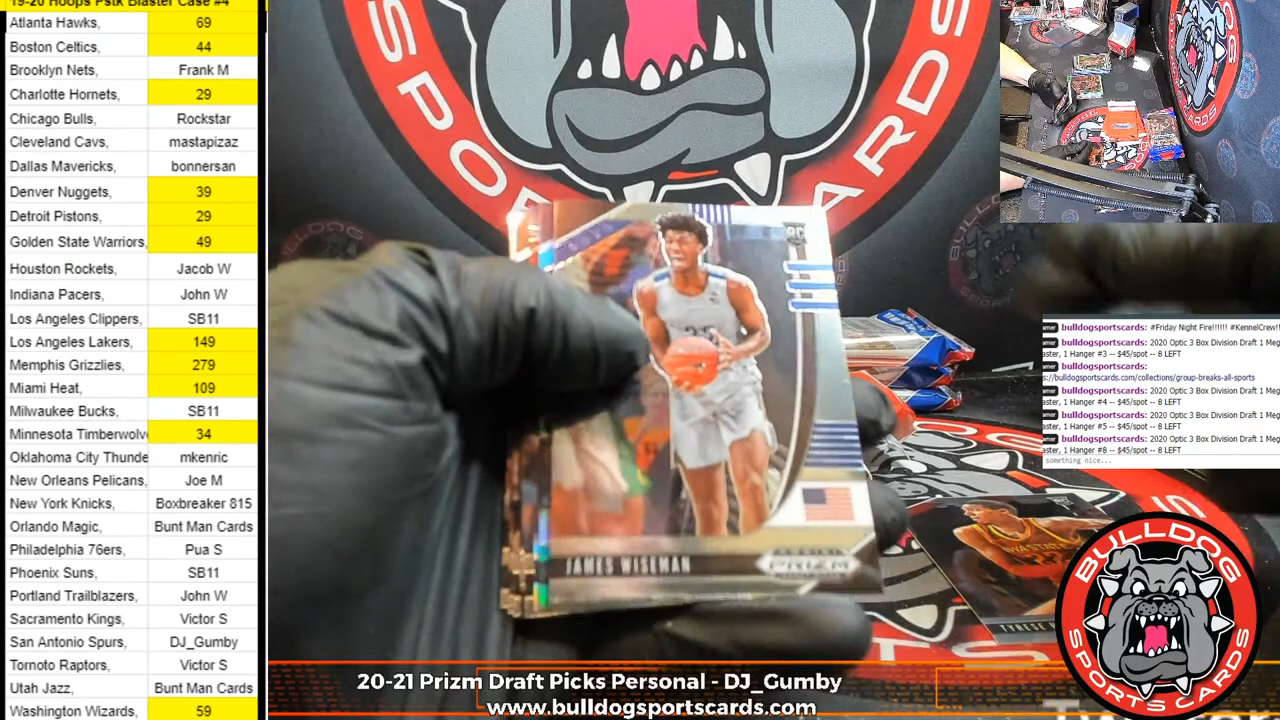 19-20 Hoops Pstk Blaster Case #4
Atlanta Hawks, 69
Boston Celtics, 44
Brooklyn Nets, Frank M
Charlotte Hornets, 29
Chicago Bulls, Rockstar
Cleveland Cavs, mastapizaz
Dallas Mavericks, bonnersan
Denver Nuggets, 39
Detroit Pistons, 29
Golden State Warriors, 49
Houston Rockets, Jacob W
Indiana Pacers, John W
Los Angeles Clippers, SB11
Los Angeles Lakers, 149
Memphis Grizzlies, 279
Miami Heat, 109
Milwaukee Bucks, SB11
Minnesota Timberwolv 34
Oklahoma City Thunde mkenric
New Orleans Pelicans, Joe M
New York Knicks, Boxbreaker 815
Orlando Magic, Bunt Man Cards
Philadelphia 76ers, Pua S
Phoenix Suns, SB11
Portland Trailblazers, John W
Sacramento Kings, Victor S
San Antonio Spurs, DJ_Gumby
Tornoto Raptors, Victor S
Utah Jazz, Bunt Man Cards
Washington Wizards, 59
SPO CARDS
RC
JAMES WISEMAN
PRIZM
TYRESE H
bulldogsportscards: #Friday Night Fire!!!!!! #KennelCrew!!
bulldogsportscards: 2020 Optic 3 Box Division Draft 1 Meg
aster, 1 Hanger #3 -- $45/spot -- 8 LEFT
bulldogsportscards:
s://bulldogsportscards.com/collections/group-breaks-all-sports
bulldogsportscards: 2020 Optic 3 Box Division Draft 1 Meg
aster, 1 Hanger #4 -- $45/spot -- 8 LEFT
bulldogsportscards: 2020 Optic 3 Box Division Draft 1 Meg
aster, 1 Hanger #5 -- $45/spot -- 8 LEFT
bulldogsportscards: 2020 Optic 3 Box Division Draft 1 Meg
aster, 1 Hanger #8 -- $45/spot -- 8 LEFT
something nice...
BULLDOG
SPORTS CARDS
20-21 Prizm Draft Picks Personal - DJ_Gumby
www.bulldogsportscards.com